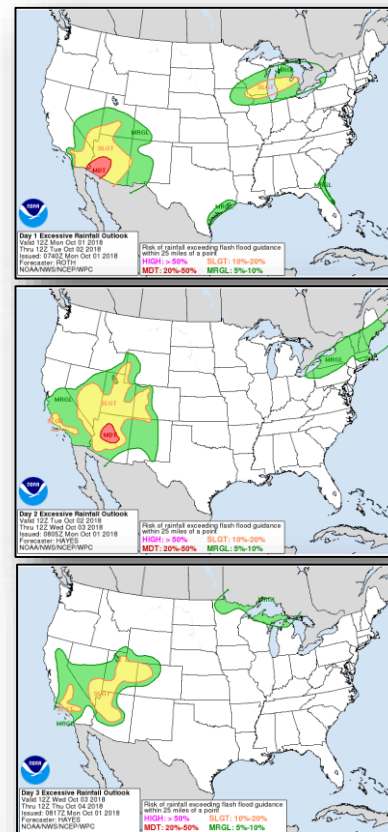 MRGL
SLGT
MRGL
SLGT
MDT
MRGL
MRGL
NOAA
Day 1 Excessive Rainfall Outlook
Valid 12Z Mon Oct 01 2018
Thru 12Z Tue Oct 02 2018
Issued: 0740Z Mon Oct 01 2018
Forecaster: ROTH
NOAA/NWS/NCEP/WPC
Risk of rainfall exceeding flash flood guidance
within 25 miles of a point
HIGH: > 50% SLGT: 10%-20%
MDT: 20%-50% MRGL: 5%-10%
MRGL
MRGL
SLGT
SLGT
MDT
NOAA
Day 2 Excessive Rainfall Outlook
Valid 12Z Tue Oct 02 2018
Thru 12Z Wed Oct 03 2018
Issued: 0805Z Mon Oct 01 2018
Forecaster: HAYES
NOAA/NWS/NCEP/WPC
Risk of rainfall exceeding flash flood guidance
within 25 miles of a point
HIGH: > 50% SLGT: 10%-20%
MDT: 20%-50% MRGL: 5%-10%
MRGL
SLGT
SLGT
MRGL
NOAA
Day 3 Excessive Rainfall Outlook
Valid 12Z Wed Oct 03 2018
Thru 12Z Thu Oct 04 2018
Issued: 0817Z Mon Oct 01 2018
Forecaster: HAYES
NOAA/NWS/NCEP/WPC
Risk of rainfall exceeding flash flood guidance
within 25 miles of a point
HIGH: > 50% SLGT: 10%-20%
MDT: 20%-50% MRGL: 5%-10%